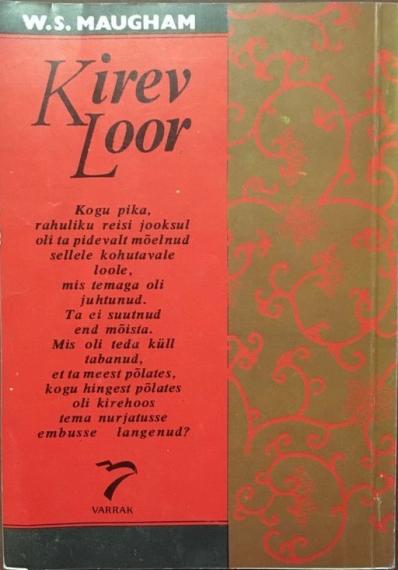 W.S. MAUGHAM
Kirev
Loor
Kogu pika,
rahuliku reisi jooksul
oli ta pidevalt mõelnud
sellele kohutavale
loole,
mis temaga oli
juhtunud.
Ta ei suutnud
end mõista.
Mis oli teda küll
tabanud,
et ta meest põlates,
kogu hingest põlates
oli kirehoos
tema nurjatusse
embusse langenud?
VARRAK